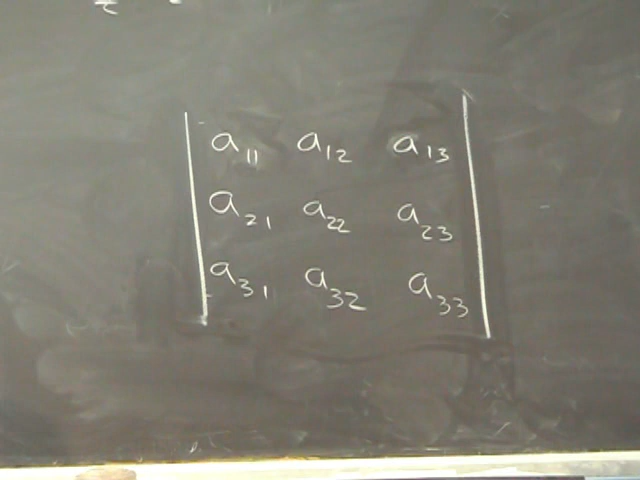 | a₁₁ a₁₂ a₁₃ |
| a₂₁ a₂₂ a₂₃ |
| a₃₁ a₃₂ a₃₃ |